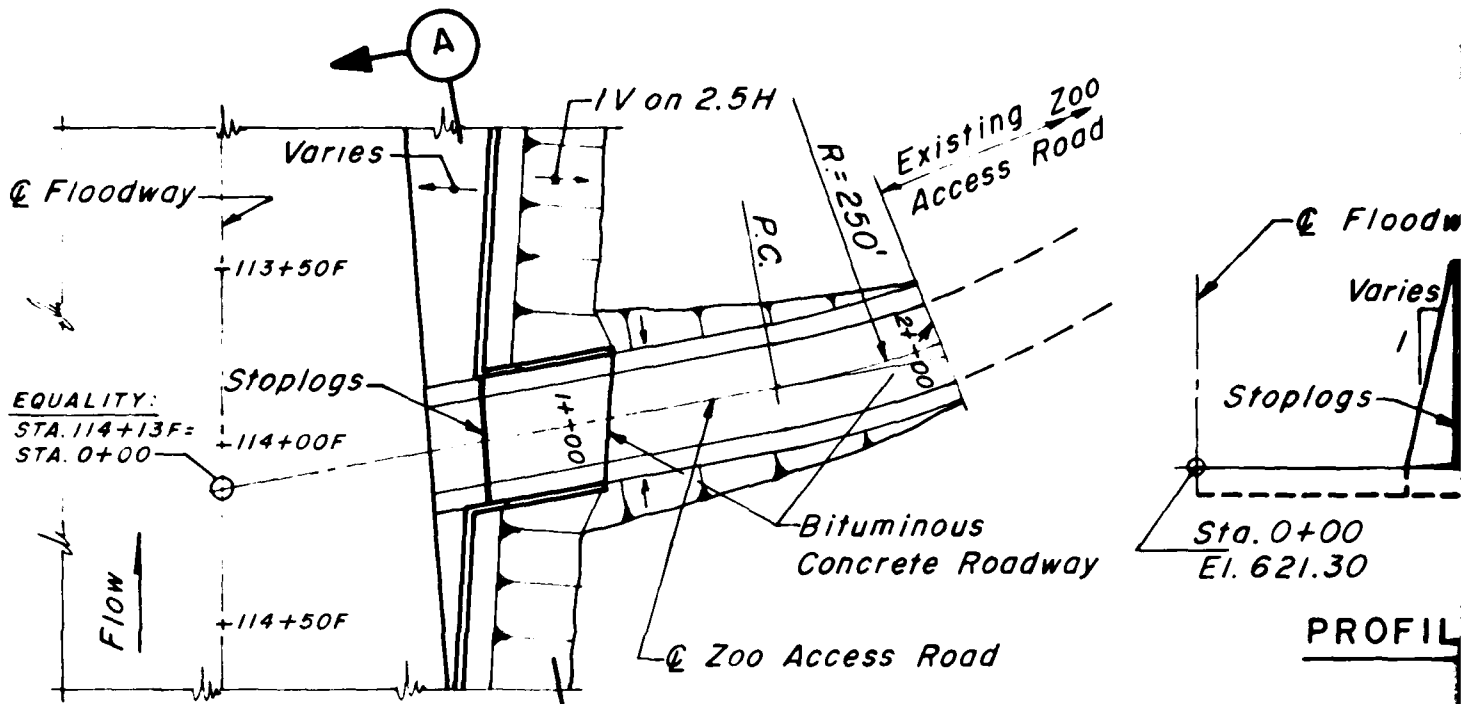 A
1V on 2.5H
Varies
℄ Floodway
113+50F
Existing Zoo
Access Road
R.=250'
P.C.
2+00
Stoplogs
1+00
EQUALITY:
STA. 114+13F=
STA. 0+00
114+00F
Bituminous
Concrete Roadway
Flow
114+50F
℄ Zoo Access Road
℄ Floodw
Varies
1
Stoplogs
Sta. 0+00
El. 621.30
PROFIL